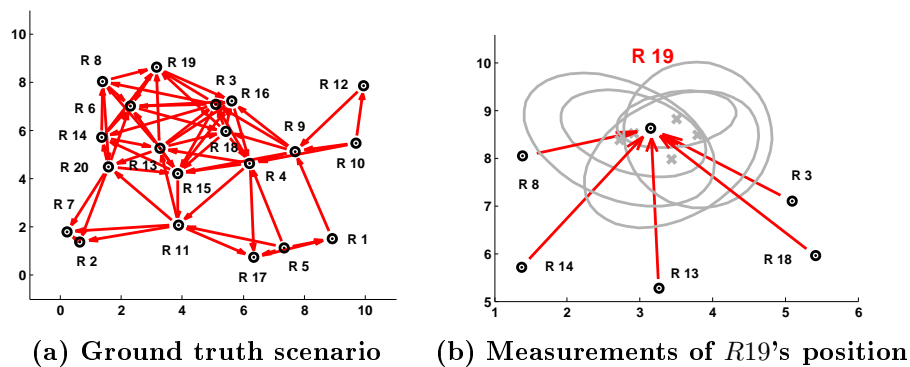 10
8
6
4
2
0
0
2
4
6
8
10
R 8
R 19
R 3
R 16
R 12
R 6
R 14
R 9
R 18
R 10
R 20
R 13
R 15
R 4
R 7
R 11
R 1
R 2
R 17
R 5
(a) Ground truth scenario
10
9
8
7
6
5
1
2
3
4
5
6
R 19
R 8
R 3
R 14
R 13
R 18
(b) Measurements of R19's position